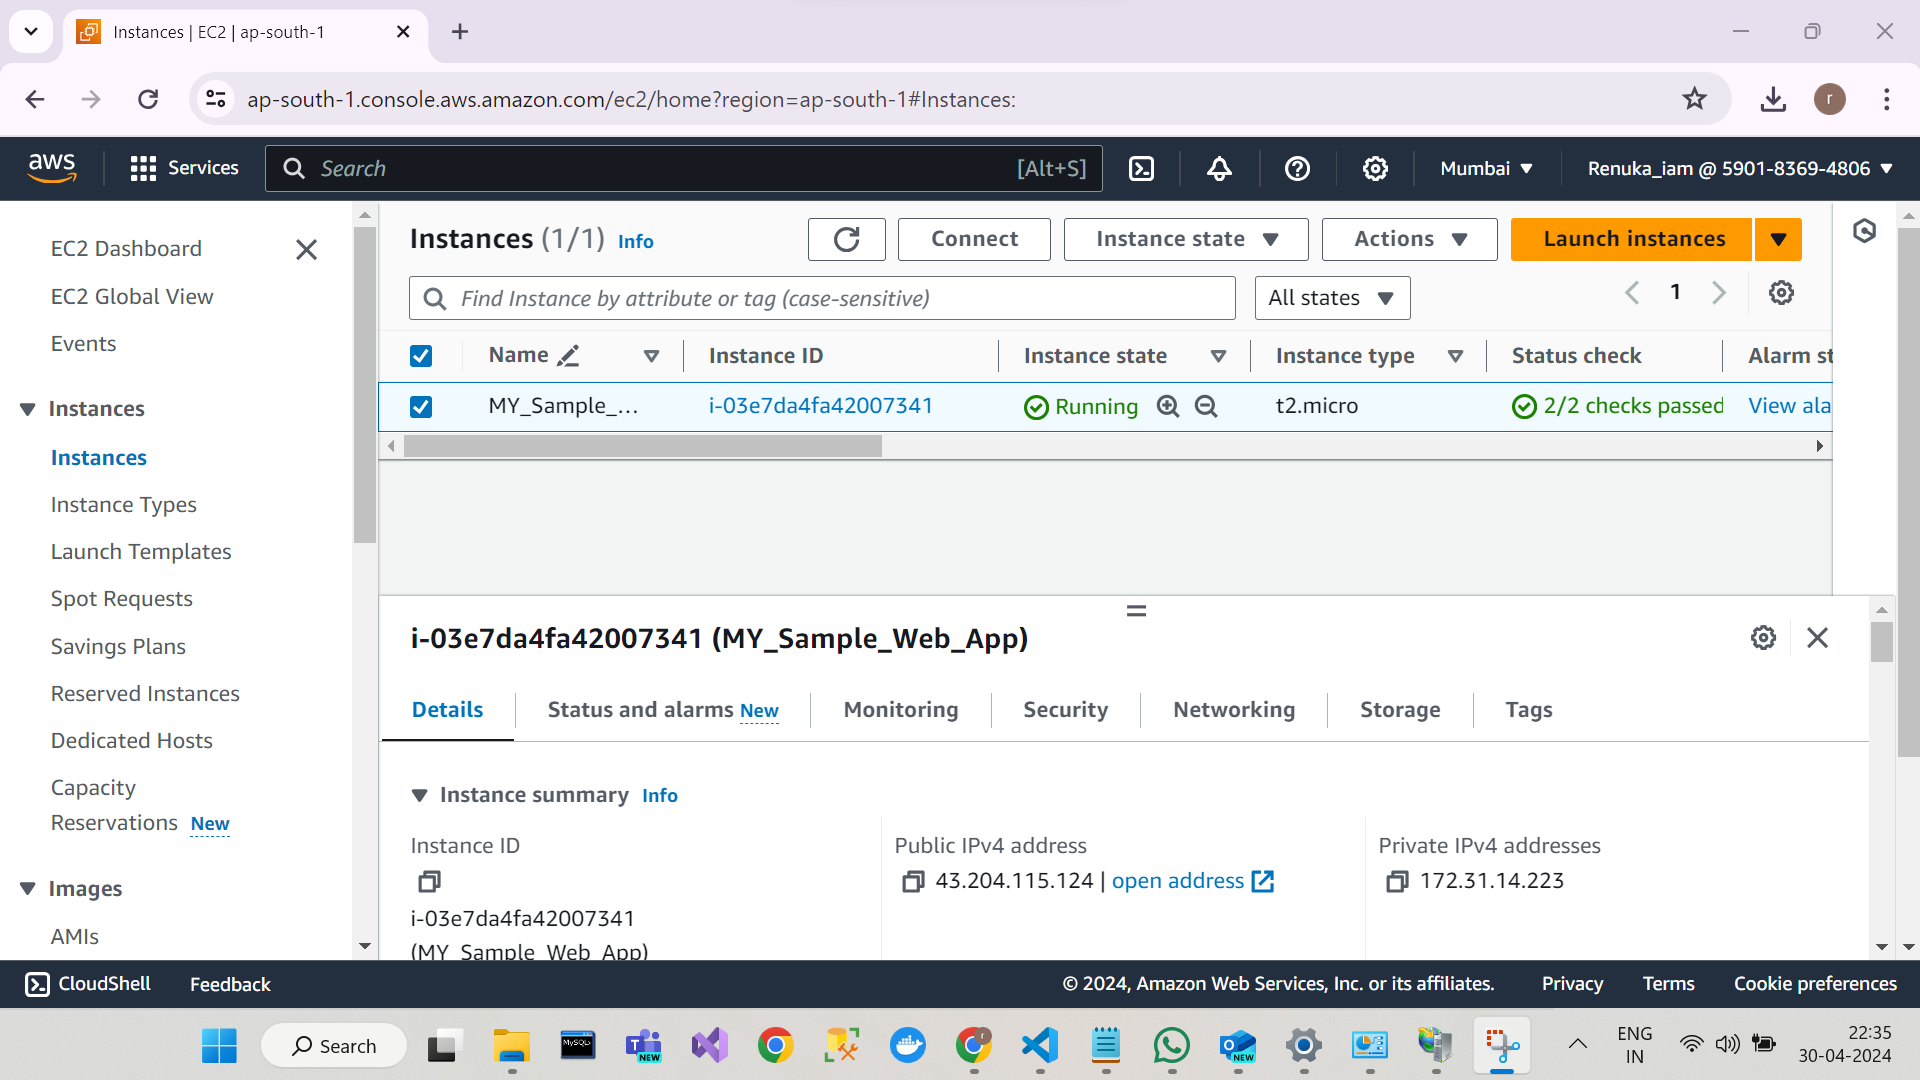 Instances | EC2 | ap-south-1
ap-south-1.console.aws.amazon.com/ec2/home?region=ap-south-1#Instances:
r
aws
Services
Search
[Alt+S]
Mumbai
Renuka_iam @ 5901-8369-4806
EC2 Dashboard
EC2 Global View
Events
Instances
Instances
Instance Types
Launch Templates
Spot Requests
Savings Plans
Reserved Instances
Dedicated Hosts
Capacity
Reservations New
Images
AMIs
Instances (1/1) Info
Connect
Instance state
Actions
Launch instances
Find Instance by attribute or tag (case-sensitive)
All states
1
Name
Instance ID
Instance state
Instance type
Status check
Alarm st
MY_Sample_...
i-03e7da4fa42007341
Running
t2.micro
2/2 checks passed
View ala
i-03e7da4fa42007341 (MY_Sample_Web_App)
Details
Status and alarms New
Monitoring
Security
Networking
Storage
Tags
Instance summary Info
Instance ID
i-03e7da4fa42007341
(MY_Sample_Web_App)
Public IPv4 address
43.204.115.124 | open address
Private IPv4 addresses
172.31.14.223
CloudShell
Feedback
© 2024, Amazon Web Services, Inc. or its affiliates.
Privacy
Terms
Cookie preferences
Search
MySQL
NEW
r
NEW
ENG
IN
22:35
30-04-2024